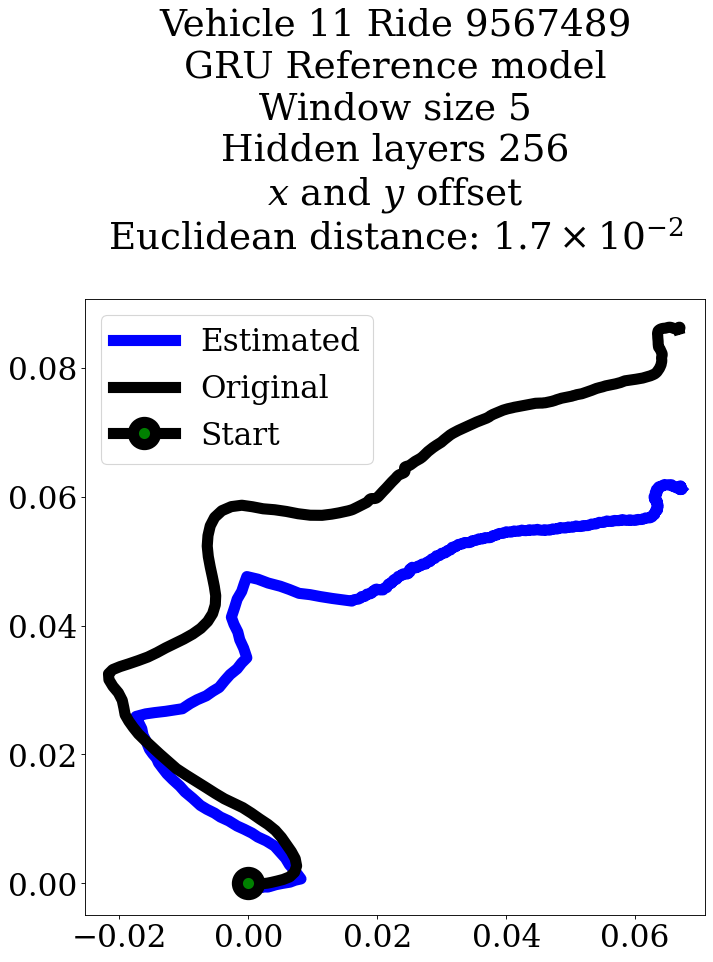 Vehicle 11 Ride 9567489
GRU Reference model
Window size 5
Hidden layers 256
x and y offset
Euclidean distance: 1.7 × 10⁻²
Estimated
Original
Start
0.08
0.06
0.04
0.02
0.00
−0.02 0.00 0.02 0.04 0.06